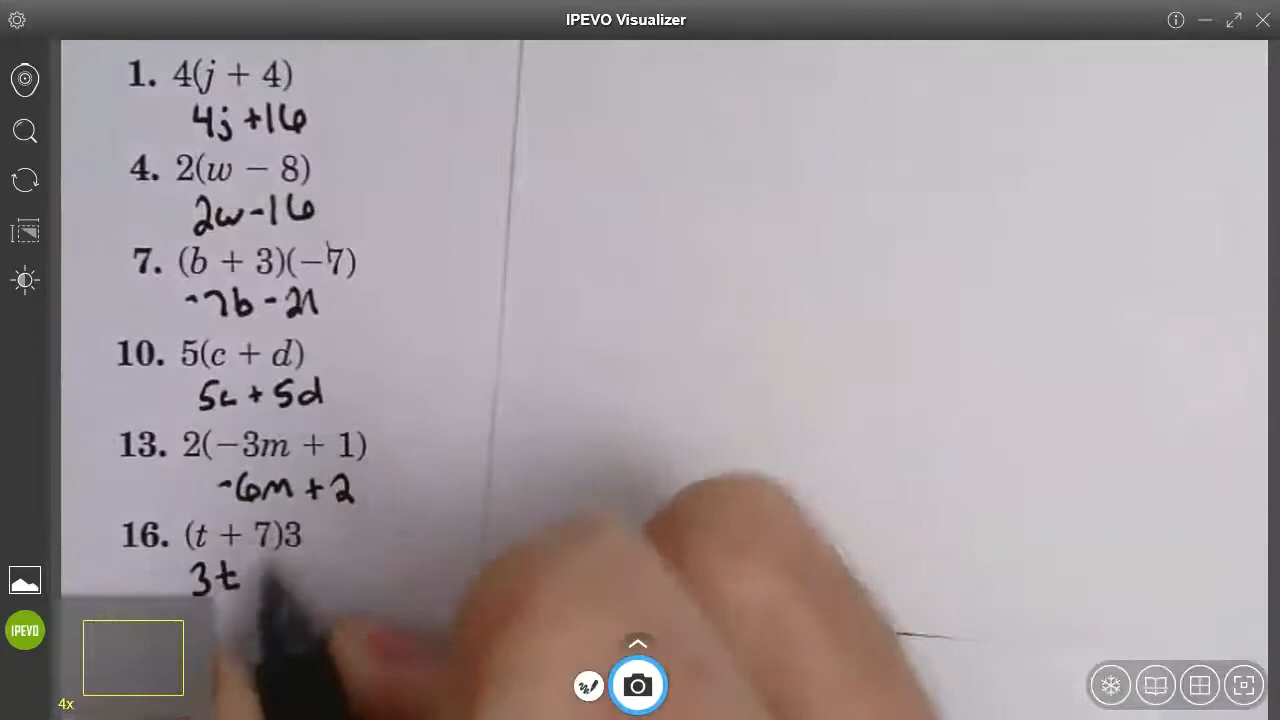 IPEVO Visualizer
1. 4(j + 4)
4j +16
4. 2(w − 8)
2w-16
7. (b + 3)(−7)
-7b - 21
10. 5(c + d)
5c + 5d
13. 2(−3m + 1)
-6m + 2
16. (t + 7)3
3t
IPEVO
4x